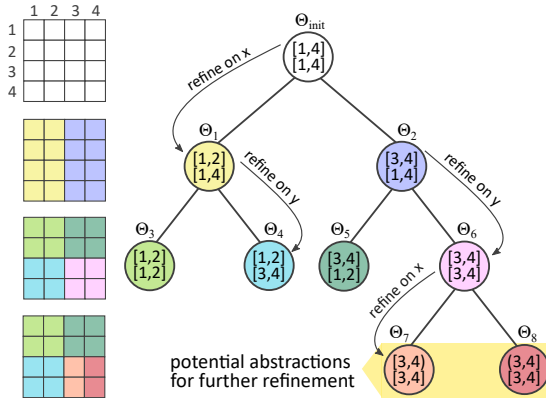 1 2 3 4
1
2
3
4
Θinit
[1,4]
[1,4]
refine on x
Θ1
[1,2]
[1,4]
refine on y
Θ2
[3,4]
[1,4]
refine on y
Θ3
[1,2]
[1,2]
Θ4
[1,2]
[3,4]
Θ5
[3,4]
[1,2]
Θ6
[3,4]
[3,4]
refine on x
Θ7
[3,4]
[3,4]
Θ8
(3,4]
(3,4]
potential abstractions
for further refinement